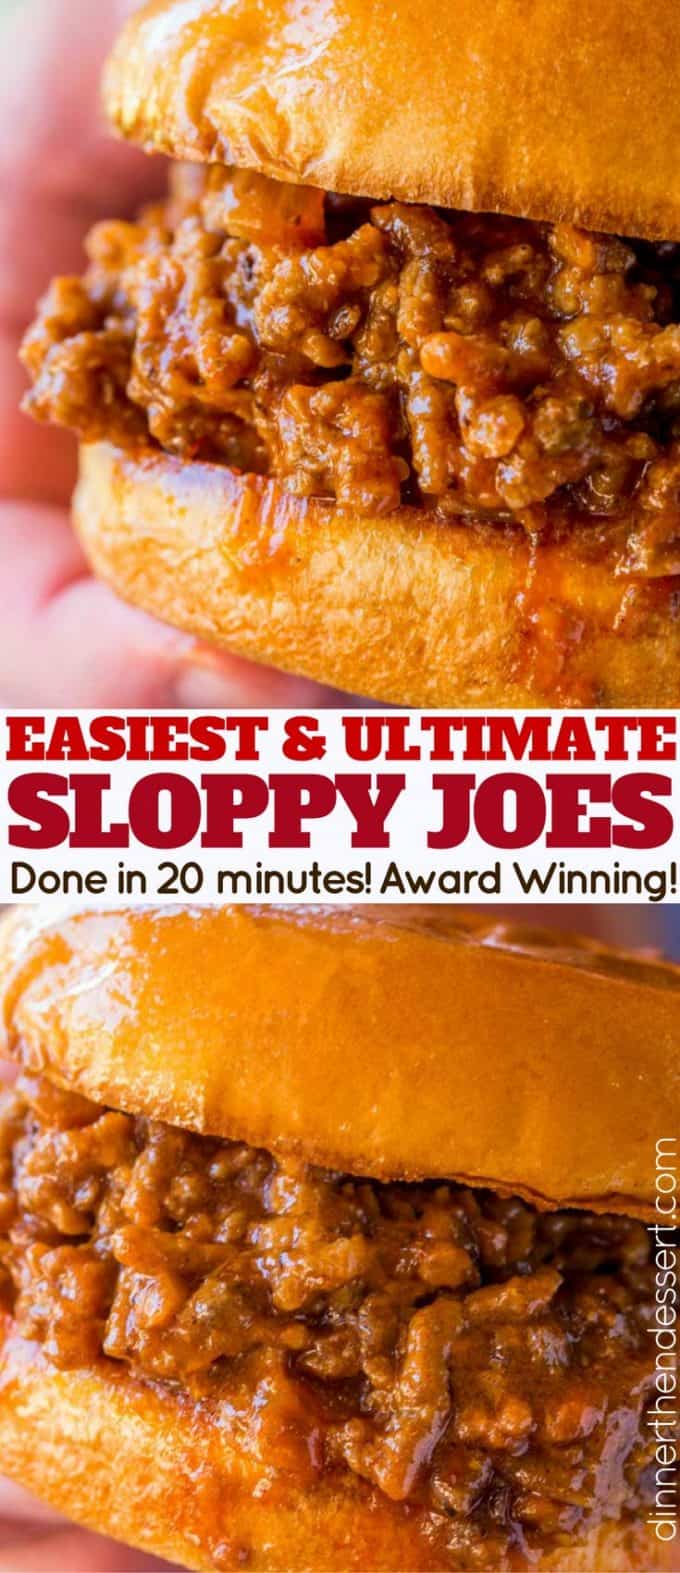 EASIEST & ULTIMATE
SLOPPY JOES
Done in 20 minutes! Award Winning!
dinnerthendessert.com